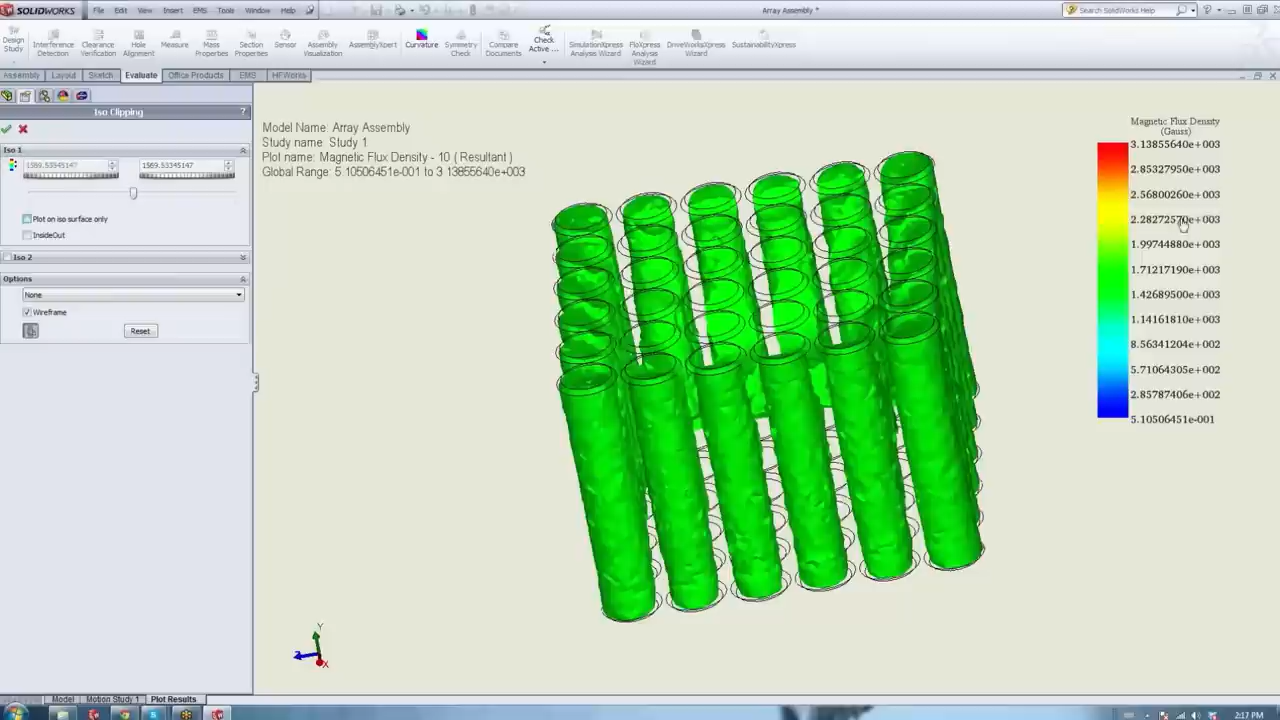 SOLIDWORKS
File Edit View Insert EMS Tools Window Help
Array Assembly *
Search SolidWorks Help
Design Study
Interference Detection
Clearance Verification
Hole Alignment
Measure
Mass Properties
Section Properties
Sensor
Assembly Visualization
AssemblyXpert
Curvature
Symmetry Check
Compare Documents
Check Active ...
SimulationXpress Analysis Wizard
FloXpress Analysis Wizard
DriveWorksXpress Wizard
SustainabilityXpress
Assembly Layout Sketch Evaluate Office Products EMS HFWorks
Iso Clipping ?
Iso 1
1569.53345147 1569.53345147
Plot on iso surface only
InsideOut
Iso 2
Options
None
Wireframe
Reset
Model Name: Array Assembly
Study name: Study 1
Plot name: Magnetic Flux Density - 10 ( Resultant )
Global Range: 5.10506451e-001 to 3.13855640e+003
Magnetic Flux Density
(Gauss)
3.13855640e+003
2.85327950e+003
2.56800260e+003
2.28272570e+003
1.99744880e+003
1.71217190e+003
1.42689500e+003
1.14161810e+003
8.56341204e+002
5.71064305e+002
2.85787406e+002
5.10506451e-001
Y
Z
X
Model Motion Study 1 Plot Results
2:17 PM